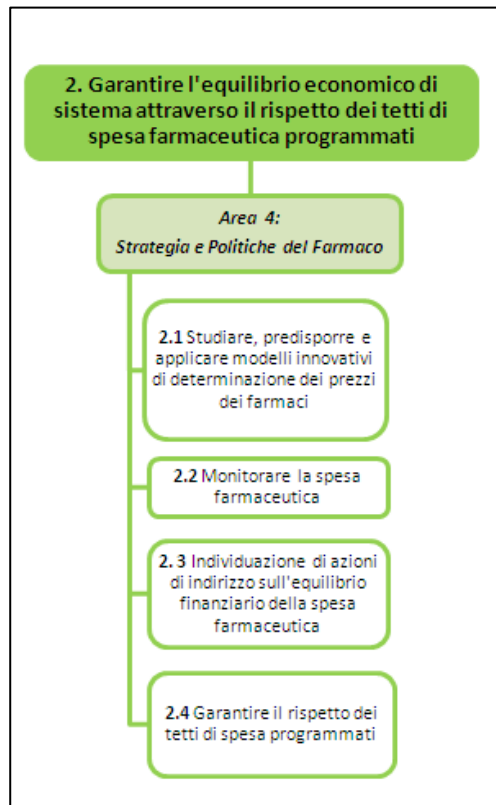 2. Garantire l'equilibrio economico di
sistema attraverso il rispetto dei tetti di
spesa farmaceutica programmati
Area 4:
Strategia e Politiche del Farmaco
2.1 Studiare, predisporre e
applicare modelli innovativi
di determinazione dei prezzi
dei farmaci
2.2 Monitorare la spesa
farmaceutica
2. 3 Individuazione di azioni
di indirizzo sull'equilibrio
finanziario della spesa
farmaceutica
2.4 Garantire il rispetto dei
tetti di spesa programmati